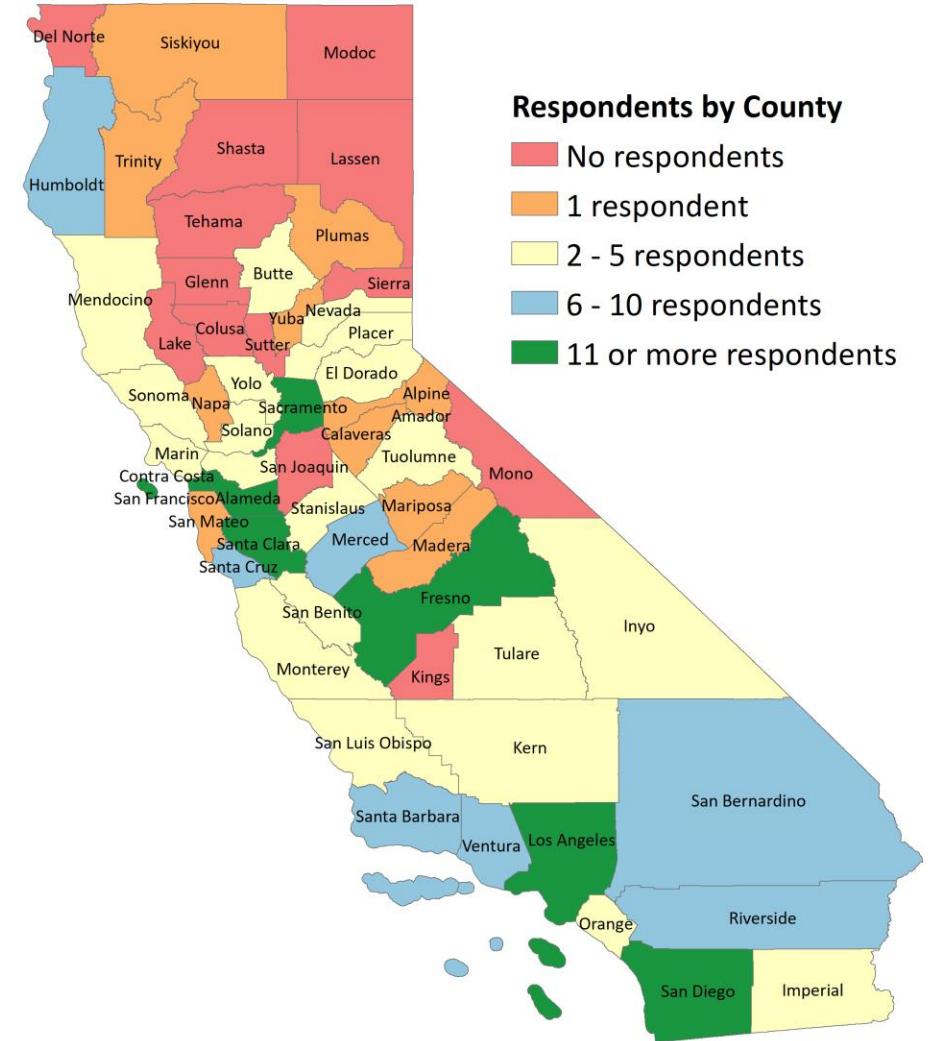 Del Norte
Siskiyou
Modoc
Respondents by County
No respondents
1 respondent
2 - 5 respondents
6 - 10 respondents
11 or more respondents
Shasta
Lassen
Trinity
Humboldt
Tehama
Plumas
Butte
Glenn
Sierra
Mendocino
Nevada
Yuba
Colusa
Placer
Lake
Sutter
El Dorado
Yolo
Sonoma
Napa
Alpine
Sacramento
Amador
Solano
Calaveras
Marin
Tuolumne
San Joaquin
Mono
Contra Costa
San Francisco
Alameda
Stanislaus
Mariposa
San Mateo
Santa Clara
Merced
Madera
Santa Cruz
Fresno
San Benito
Inyo
Tulare
Monterey
Kings
San Luis Obispo
Kern
San Bernardino
Santa Barbara
Los Angeles
Ventura
Riverside
Orange
San Diego
Imperial